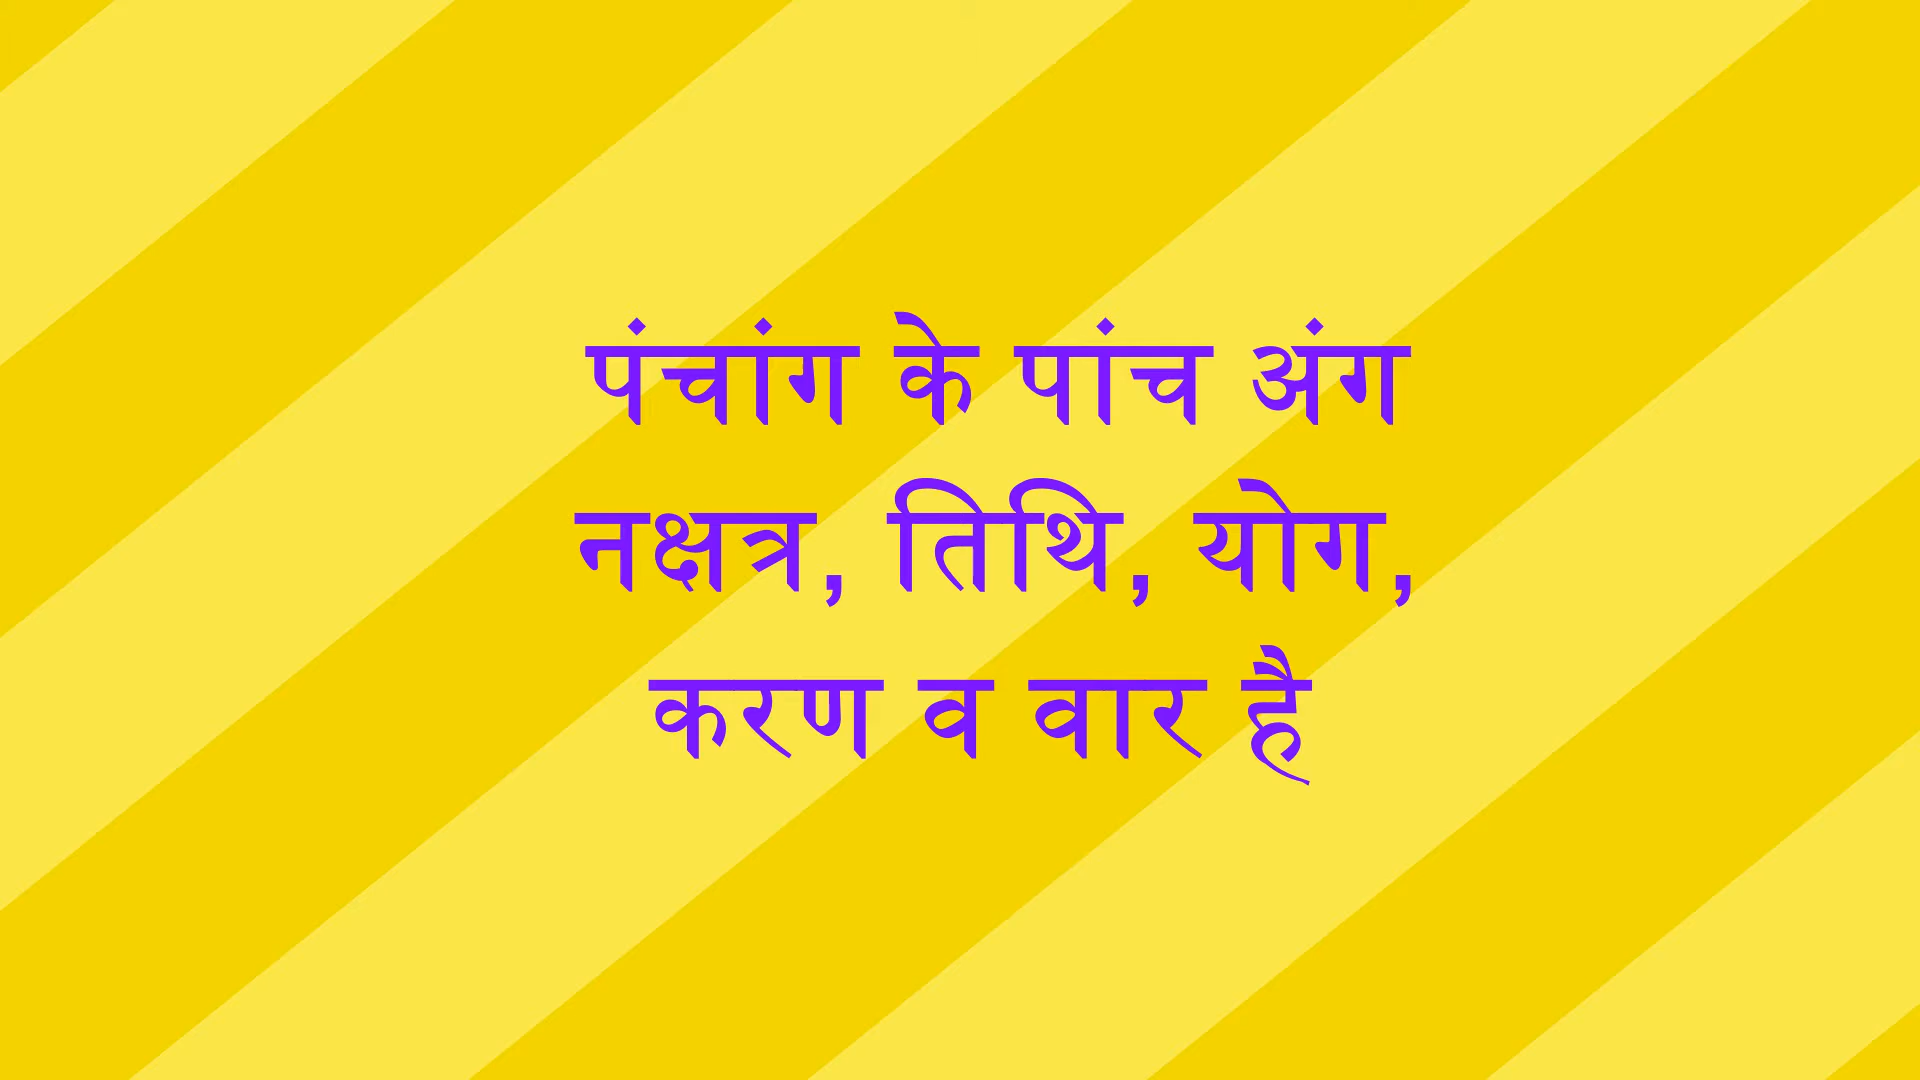 पंचांग के पांच अंग
नक्षत्र, तिथि, योग,
करण व वार है